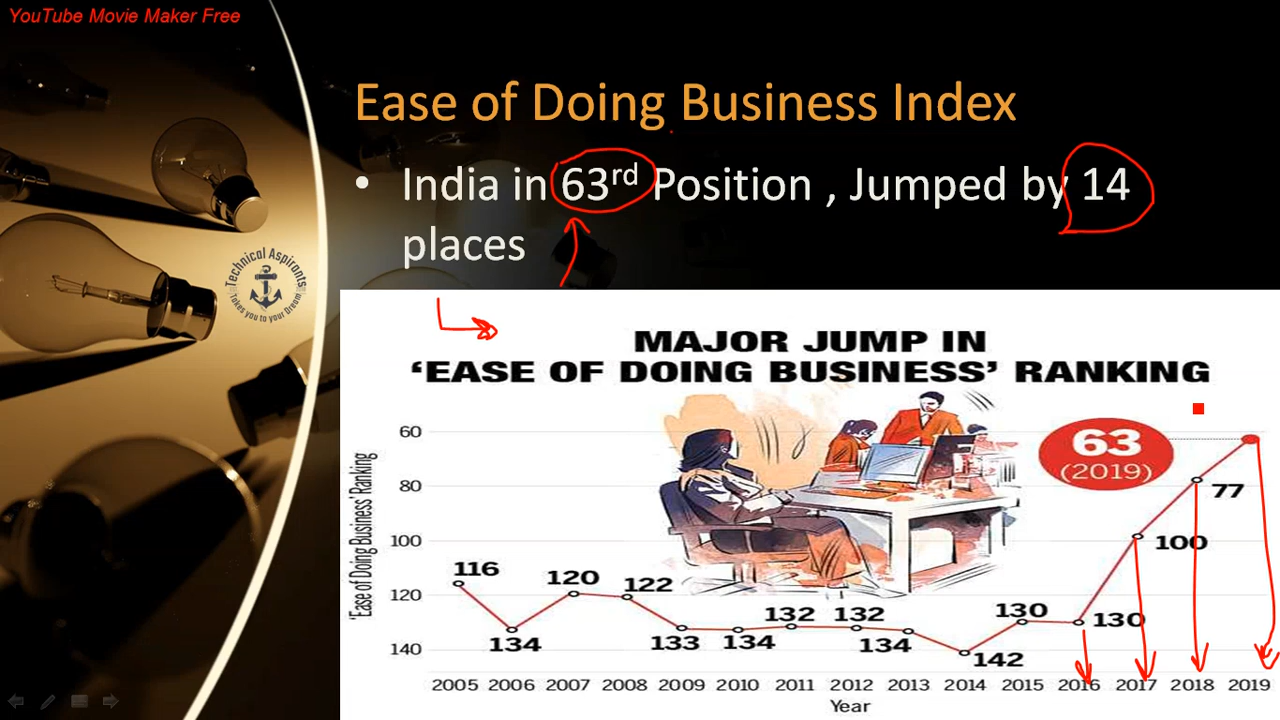 YouTube Movie Maker Free
Ease of Doing Business Index
• India in 63rd Position , Jumped by 14
places
Technical Aspirants
Takes you to your Dream
MAJOR JUMP IN
‘EASE OF DOING BUSINESS’ RANKING
'Ease of Doing Business' Ranking
60
80
100
120
140
63
(2019)
116
134
120
122
133
134
132
132
134
142
130
130
100
77
2005 2006 2007 2008 2009 2010 2011 2012 2013 2014 2015 2016 2017 2018 2019
Year